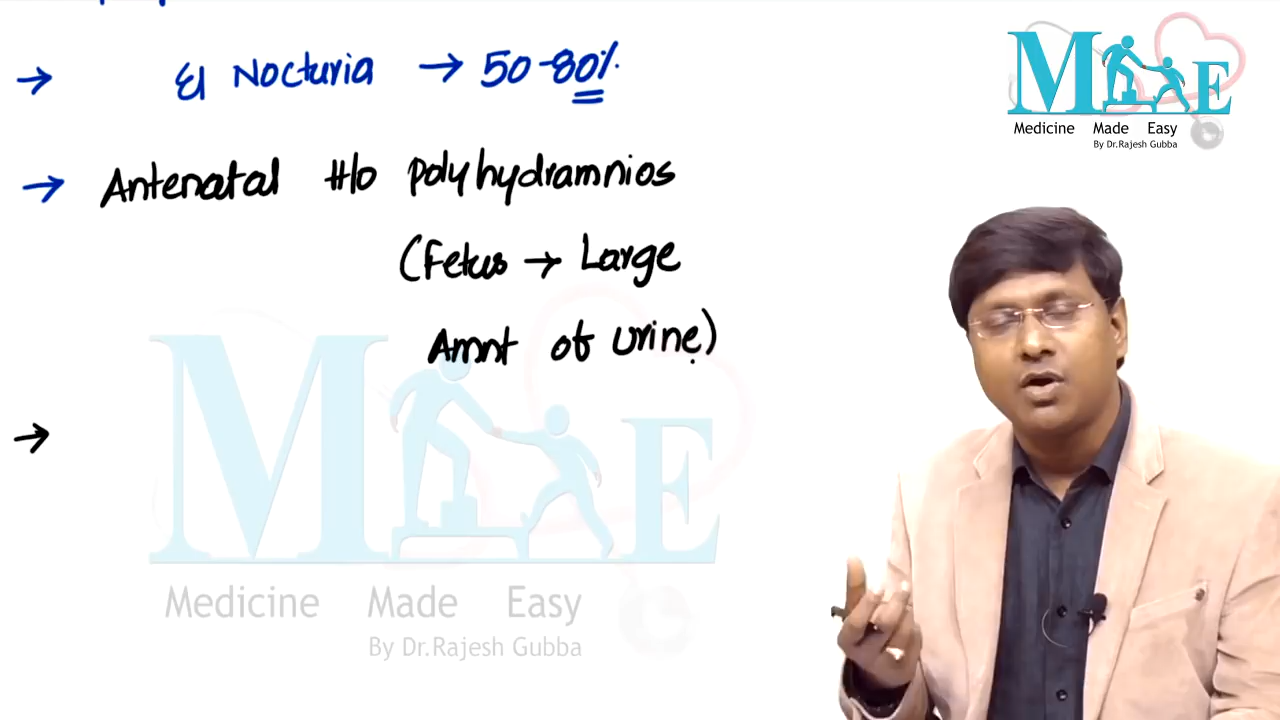 → & Nocturia → 50-80%
→ Antenatal H/o polyhydramnios
(Fetus → Large
Amnt of urine)
→
MME
Medicine Made Easy
By Dr.Rajesh Gubba
M E
Medicine Made Easy
By Dr.Rajesh Gubba